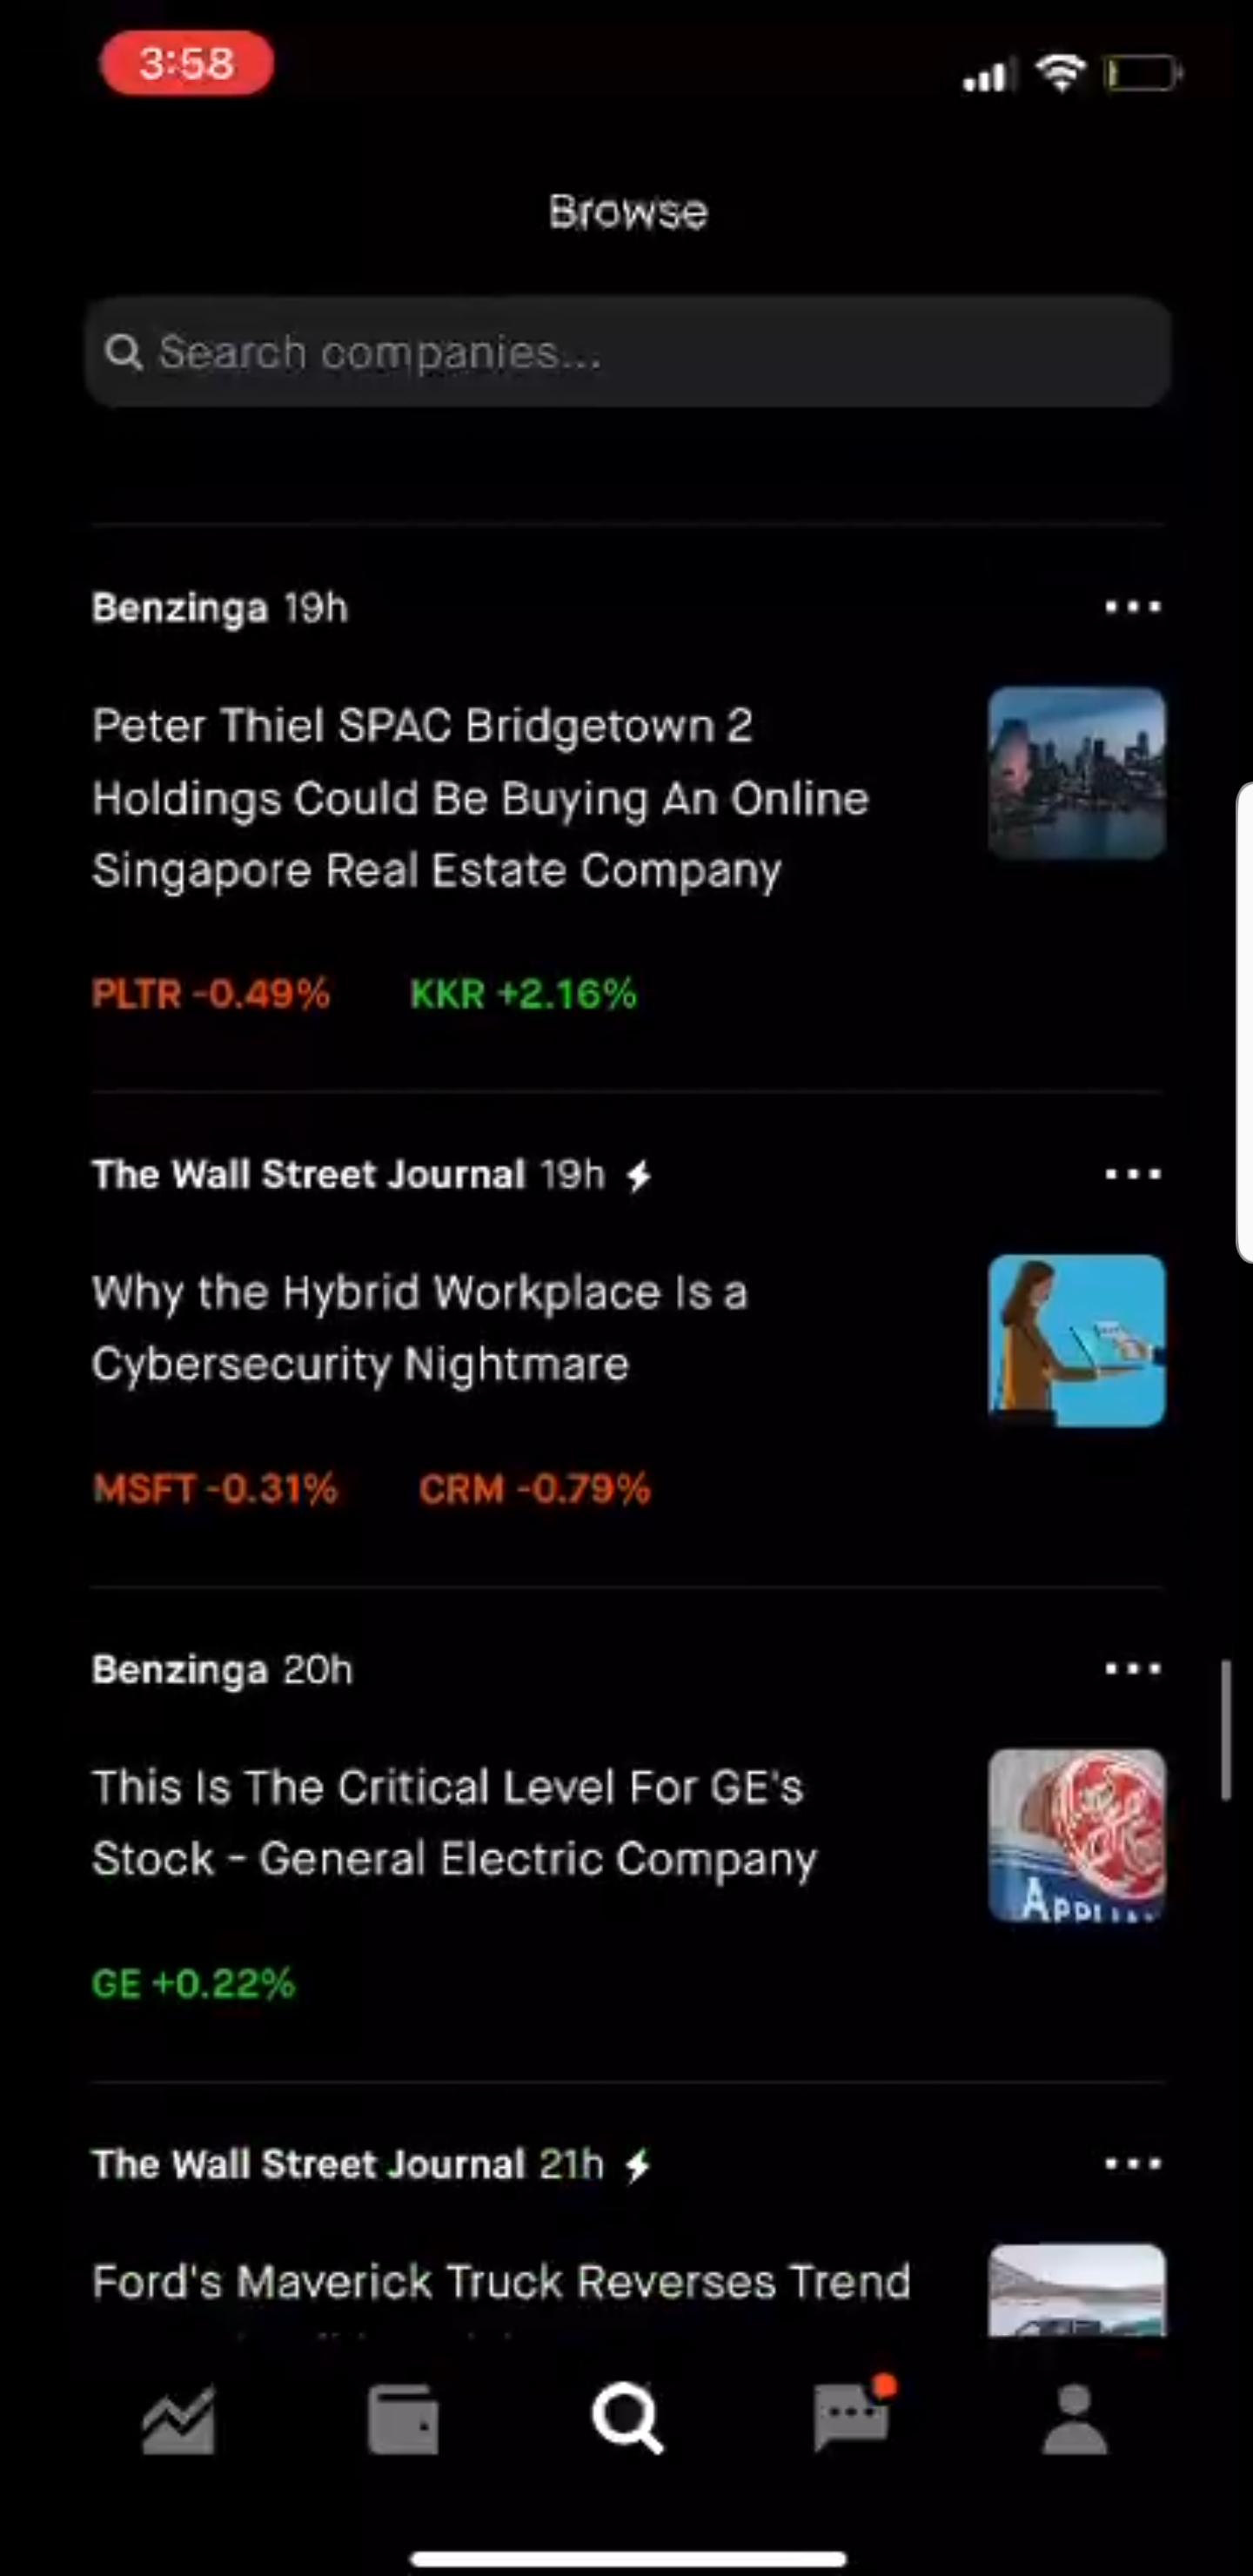 3:58
Browse
Search companies...
Benzinga 19h
Peter Thiel SPAC Bridgetown 2
Holdings Could Be Buying An Online
Singapore Real Estate Company
PLTR -0.49% KKR +2.16%
The Wall Street Journal 19h
Why the Hybrid Workplace Is a
Cybersecurity Nightmare
MSFT -0.31% CRM -0.79%
Benzinga 20h
This Is The Critical Level For GE's
Stock - General Electric Company
GE +0.22%
The Wall Street Journal 21h
Ford's Maverick Truck Reverses Trend